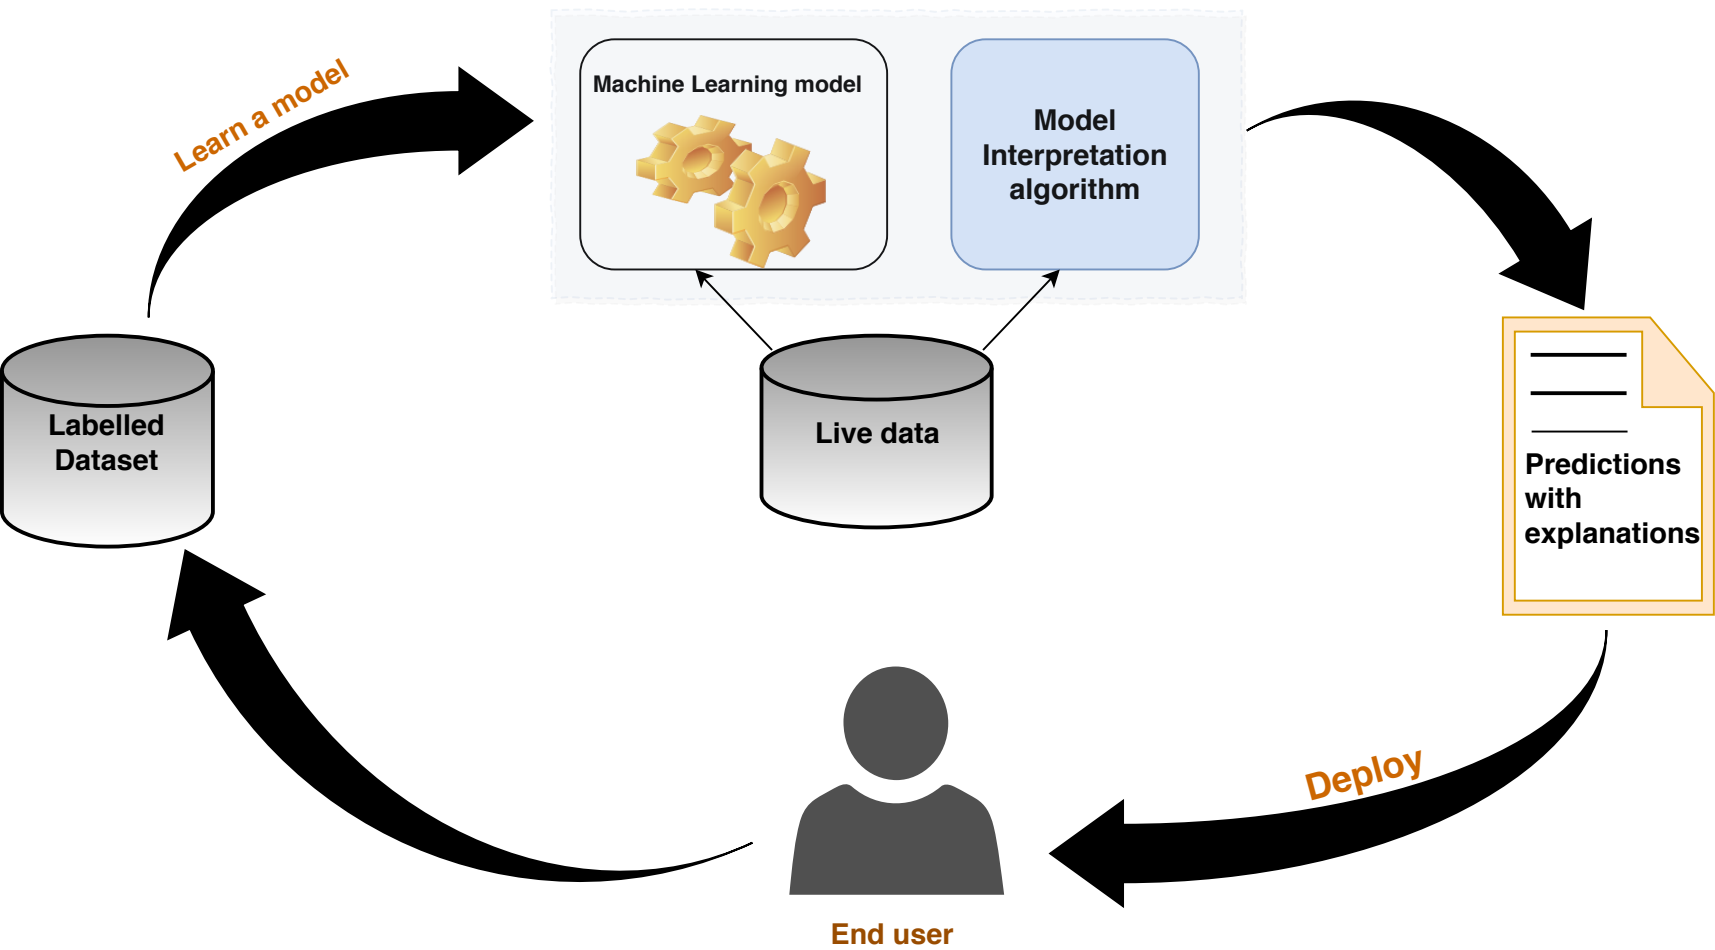 Learn a model
Machine Learning model
Model
Interpretation
algorithm
Labelled
Dataset
Live data
Predictions
with
explanations
Deploy
End user